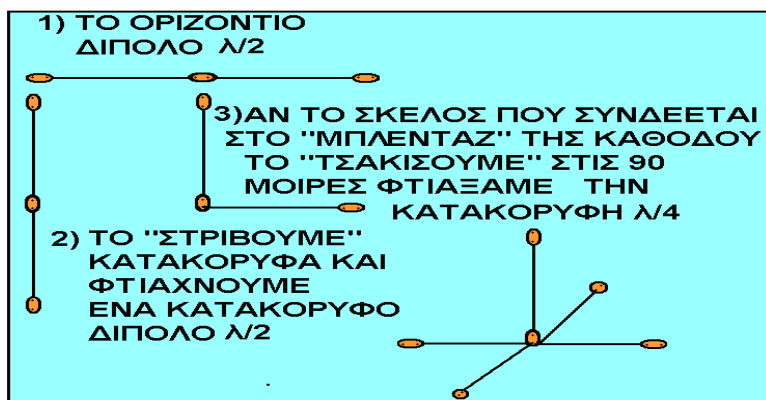 1) ΤΟ ΟΡΙΖΟΝΤΙΟ
ΔΙΠΟΛΟ λ/2
3)ΑΝ ΤΟ ΣΚΕΛΟΣ ΠΟΥ ΣΥΝΔΕΕΤΑΙ
ΣΤΟ "ΜΠΛΕΝΤΑΖ" ΤΗΣ ΚΑΘΟΔΟΥ
ΤΟ "ΤΣΑΚΙΣΟΥΜΕ" ΣΤΙΣ 90
ΜΟΙΡΕΣ ΦΤΙΑΞΑΜΕ ΤΗΝ
ΚΑΤΑΚΟΡΥΦΗ λ/4
2) ΤΟ "ΣΤΡΙΒΟΥΜΕ"
ΚΑΤΑΚΟΡΥΦΑ ΚΑΙ
ΦΤΙΑΧΝΟΥΜΕ
ΕΝΑ ΚΑΤΑΚΟΡΥΦΟ
ΔΙΠΟΛΟ λ/2